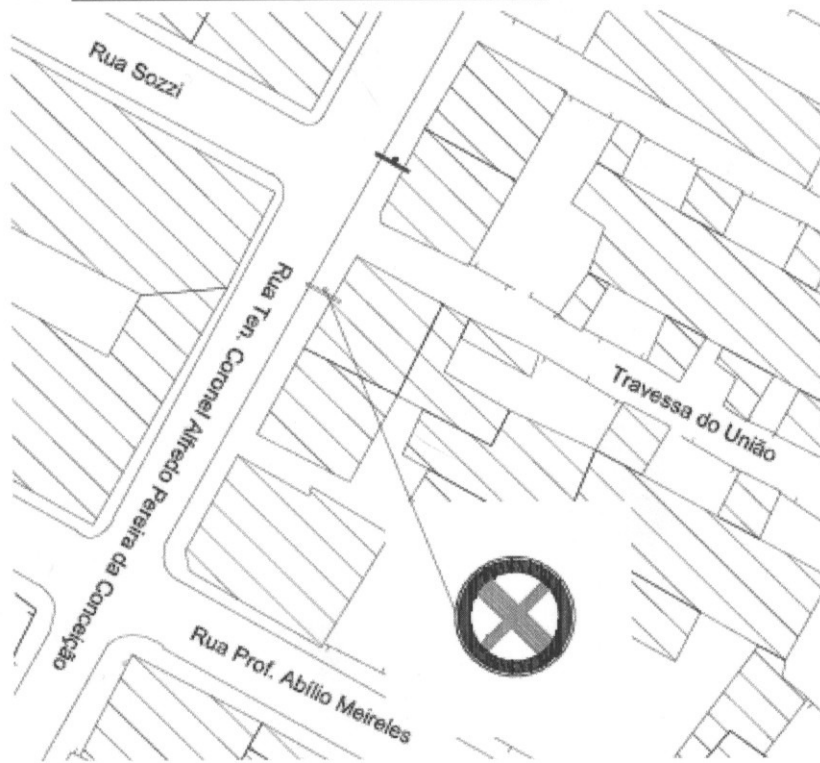 Rua Sozzi
Rua Ten. Coronel Alfredo Pereira da Conceição
Travessa do União
Rua Prof. Abílio Meireles